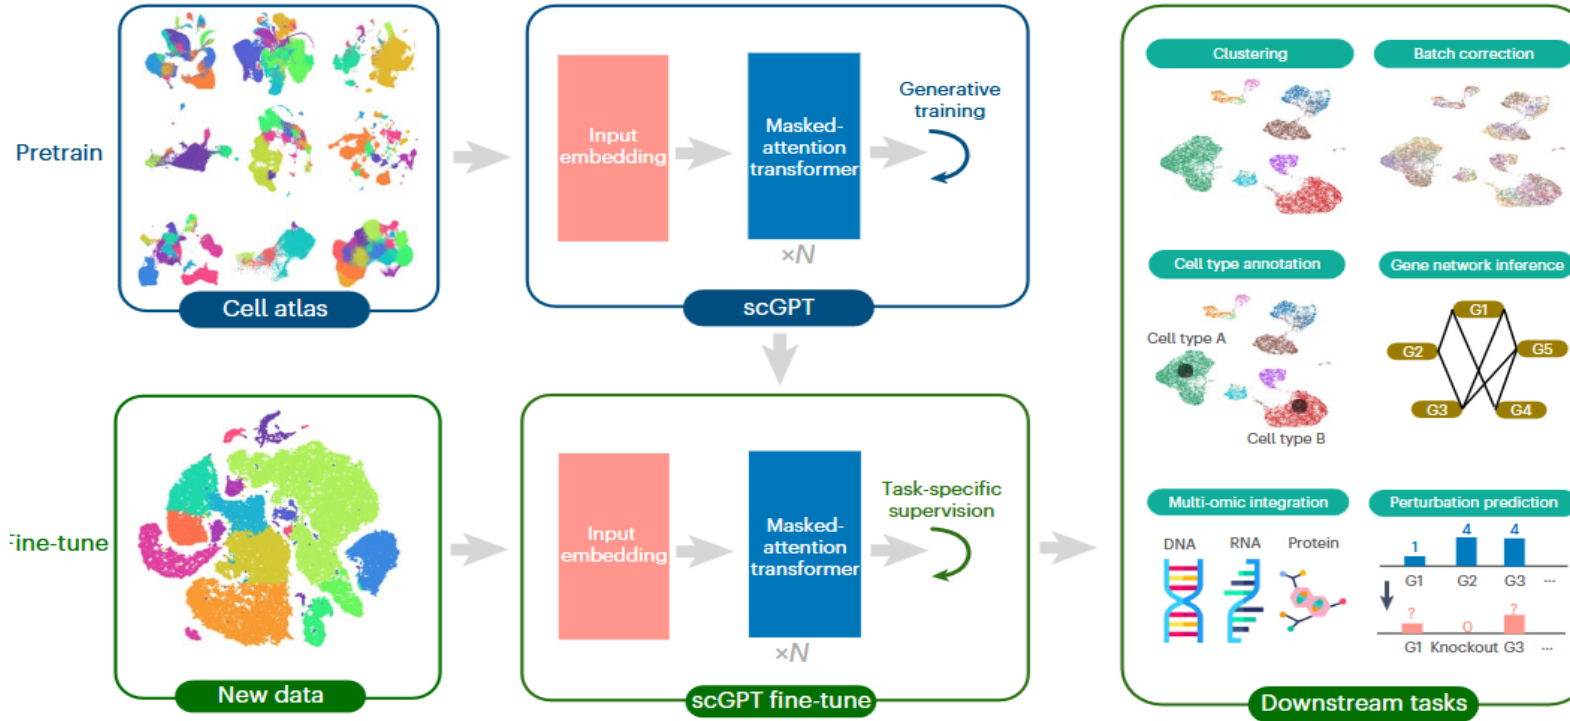 Pretrain
Cell atlas
Input
embedding
Masked-
attention
transformer
×N
Generative
training
scGPT
Fine-tune
New data
Input
embedding
Masked-
attention
transformer
×N
Task-specific
supervision
scGPT fine-tune
Clustering
Batch correction
Cell type annotation
Cell type A
Cell type B
Gene network inference
G1
G2
G5
G3
G4
Multi-omic integration
DNA RNA Protein
Perturbation prediction
1 4 4
G1 G2 G3 ...
? 0 ?
G1 Knockout G3 ...
Downstream tasks